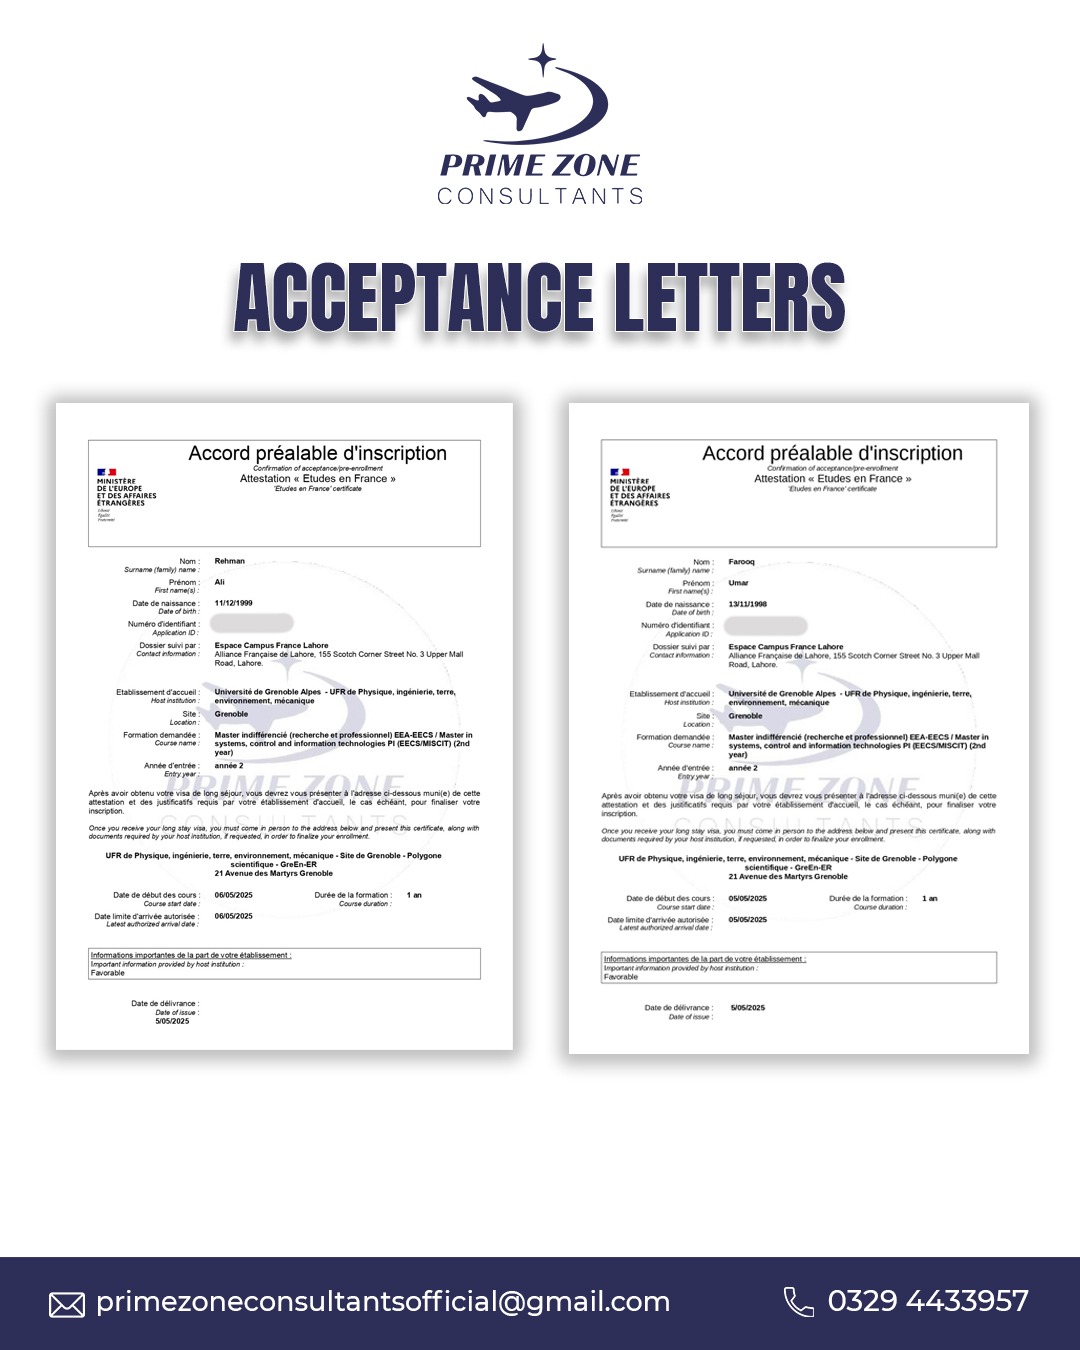 PRIME ZONE
CONSULTANTS
ACCEPTANCE LETTERS
Accord préalable d'inscription
Confirmation of acceptance/pre-enrollment
Attestation « Etudes en France »
'Etudes en France' certificate
MINISTÈRE
DE L'EUROPE
ET DES AFFAIRES
ÉTRANGÈRES
Liberté
Égalité
Fraternité
Nom : Rehman
Surname (family) name :
Prénom : Ali
First name(s) :
Date de naissance : 11/12/1999
Date of birth :
Numéro d'identifiant :
Application ID :
Dossier suivi par : Espace Campus France Lahore
Contact information : Alliance Française de Lahore, 155 Scotch Corner Street No. 3 Upper Mall
Road, Lahore.
Etablissement d'accueil : Université de Grenoble Alpes - UFR de Physique, ingénierie, terre,
Host institution : environnement, mécanique
Site : Grenoble
Location :
Formation demandée : Master indifférencié (recherche et professionnel) EEA-EECS / Master in
Course name : systems, control and information technologies PI (EECS/MISCIT) (2nd
year)
Année d'entrée : année 2
Entry year :
Après avoir obtenu votre visa de long séjour, vous devrez vous présenter à l'adresse ci-dessous muni(e) de cette
attestation et des justificatifs requis par votre établissement d'accueil, le cas échéant, pour finaliser votre
inscription.
Once you receive your long stay visa, you must come in person to the address below and present this certificate, along with
documents required by your host institution, if requested, in order to finalize your enrollment.
UFR de Physique, ingénierie, terre, environnement, mécanique - Site de Grenoble - Polygone
scientifique - GreEn-ER
21 Avenue des Martyrs Grenoble
Date de début des cours : 06/05/2025 Durée de la formation : 1 an
Course start date : Course duration :
Date limite d'arrivée autorisée : 06/05/2025
Latest authorized arrival date :
Informations importantes de la part de votre établissement :
Important information provided by host institution :
Favorable
Date de délivrance :
Date of issue :
5/05/2025
PRIME ZONE
CONSULTANTS
Accord préalable d'inscription
Confirmation of acceptance/pre-enrollment
Attestation « Etudes en France »
'Etudes en France' certificate
MINISTÈRE
DE L'EUROPE
ET DES AFFAIRES
ÉTRANGÈRES
Liberté
Égalité
Fraternité
Nom : Farooq
Surname (family) name :
Prénom : Umar
First name(s) :
Date de naissance : 13/11/1998
Date of birth :
Numéro d'identifiant :
Application ID :
Dossier suivi par : Espace Campus France Lahore
Contact information : Alliance Française de Lahore, 155 Scotch Corner Street No. 3 Upper Mall
Road, Lahore.
Etablissement d'accueil : Université de Grenoble Alpes - UFR de Physique, ingénierie, terre,
Host institution : environnement, mécanique
Site : Grenoble
Location :
Formation demandée : Master indifférencié (recherche et professionnel) EEA-EECS / Master in
Course name : systems, control and information technologies PI (EECS/MISCIT) (2nd
year)
Année d'entrée : année 2
Entry year :
Après avoir obtenu votre visa de long séjour, vous devrez vous présenter à l'adresse ci-dessous muni(e) de cette
attestation et des justificatifs requis par votre établissement d'accueil, le cas échéant, pour finaliser votre
inscription.
Once you receive your long stay visa, you must come in person to the address below and present this certificate, along with
documents required by your host institution, if requested, in order to finalize your enrollment.
UFR de Physique, ingénierie, terre, environnement, mécanique - Site de Grenoble - Polygone
scientifique - GreEn-ER
21 Avenue des Martyrs Grenoble
Date de début des cours : 05/05/2025 Durée de la formation : 1 an
Course start date : Course duration :
Date limite d'arrivée autorisée : 05/05/2025
Latest authorized arrival date :
Informations importantes de la part de votre établissement :
Important information provided by host institution :
Favorable
Date de délivrance : 5/05/2025
Date of issue :
PRIME ZONE
CONSULTANTS
primezoneconsultantsofficial@gmail.com
0329 4433957